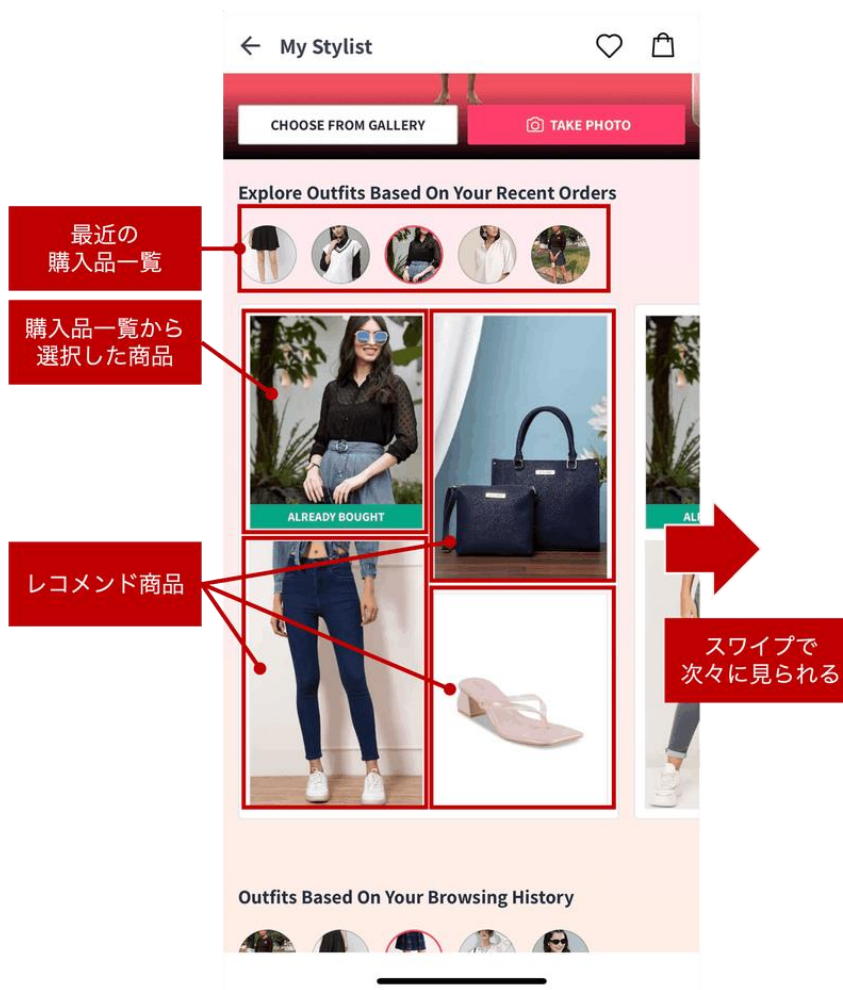 My Stylist
CHOOSE FROM GALLERY
TAKE PHOTO
Explore Outfits Based On Your Recent Orders
最近の
購入品一覧
購入品一覧から
選択した商品
ALREADY BOUGHT
AL
レコメンド商品
スワイプで
次々に見られる
Outfits Based On Your Browsing History